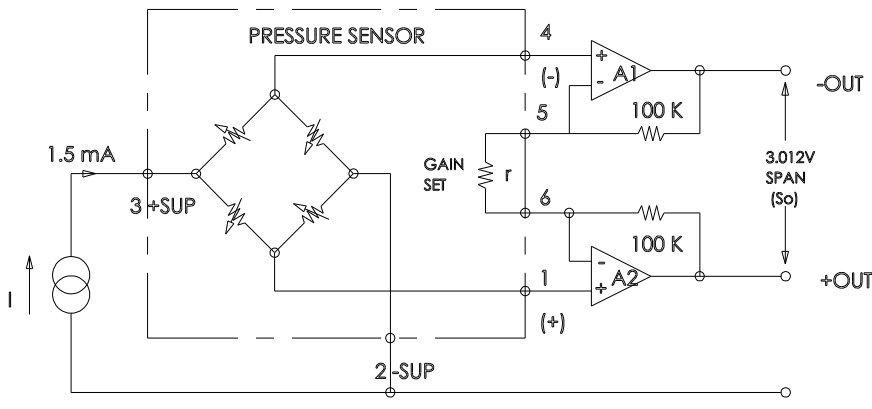 PRESSURE SENSOR
4
(-)
+
-
A1
-OUT
5
100 K
1.5 mA
GAIN
SET
r
3.012V
SPAN
(So)
3 +SUP
6
100 K
I
1
(+)
-
+
A2
+OUT
2 -SUP